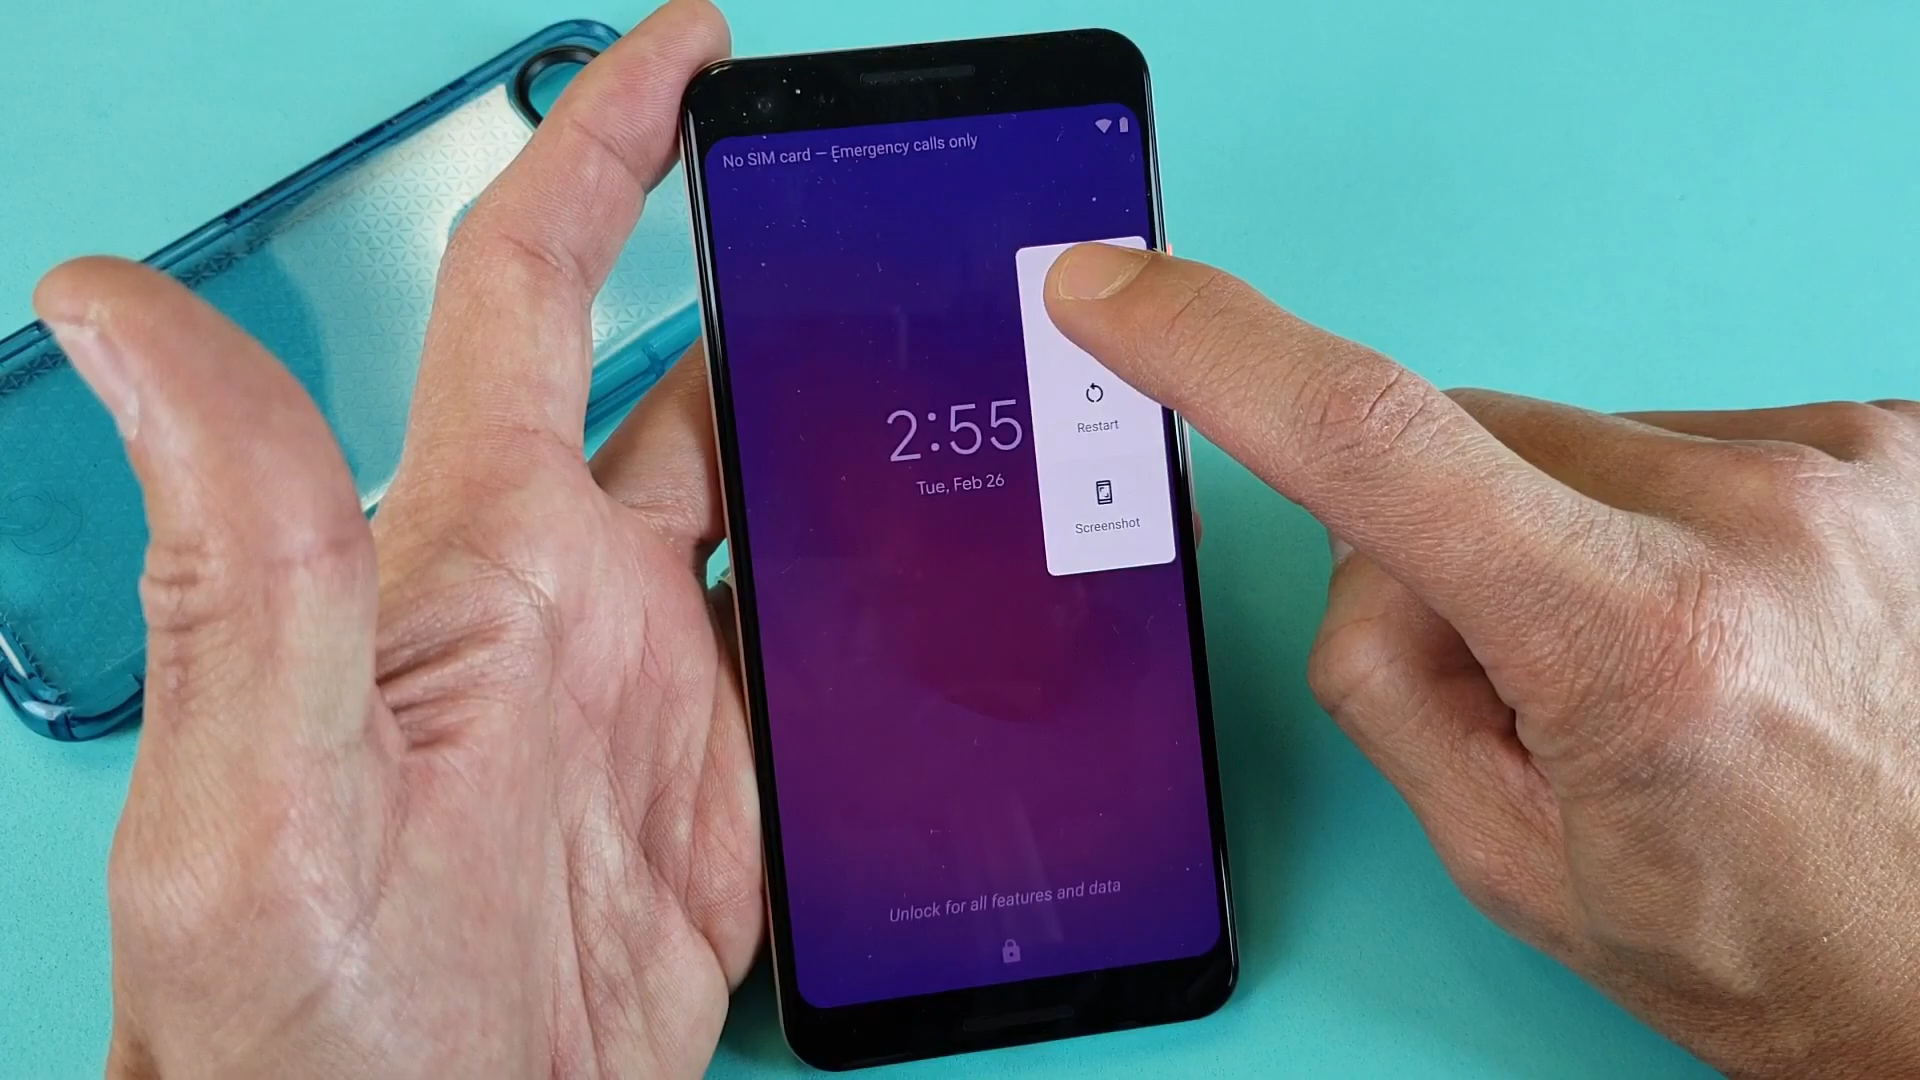 No SIM card — Emergency calls only
2:55
Tue, Feb 26
Restart
Screenshot
Unlock for all features and data